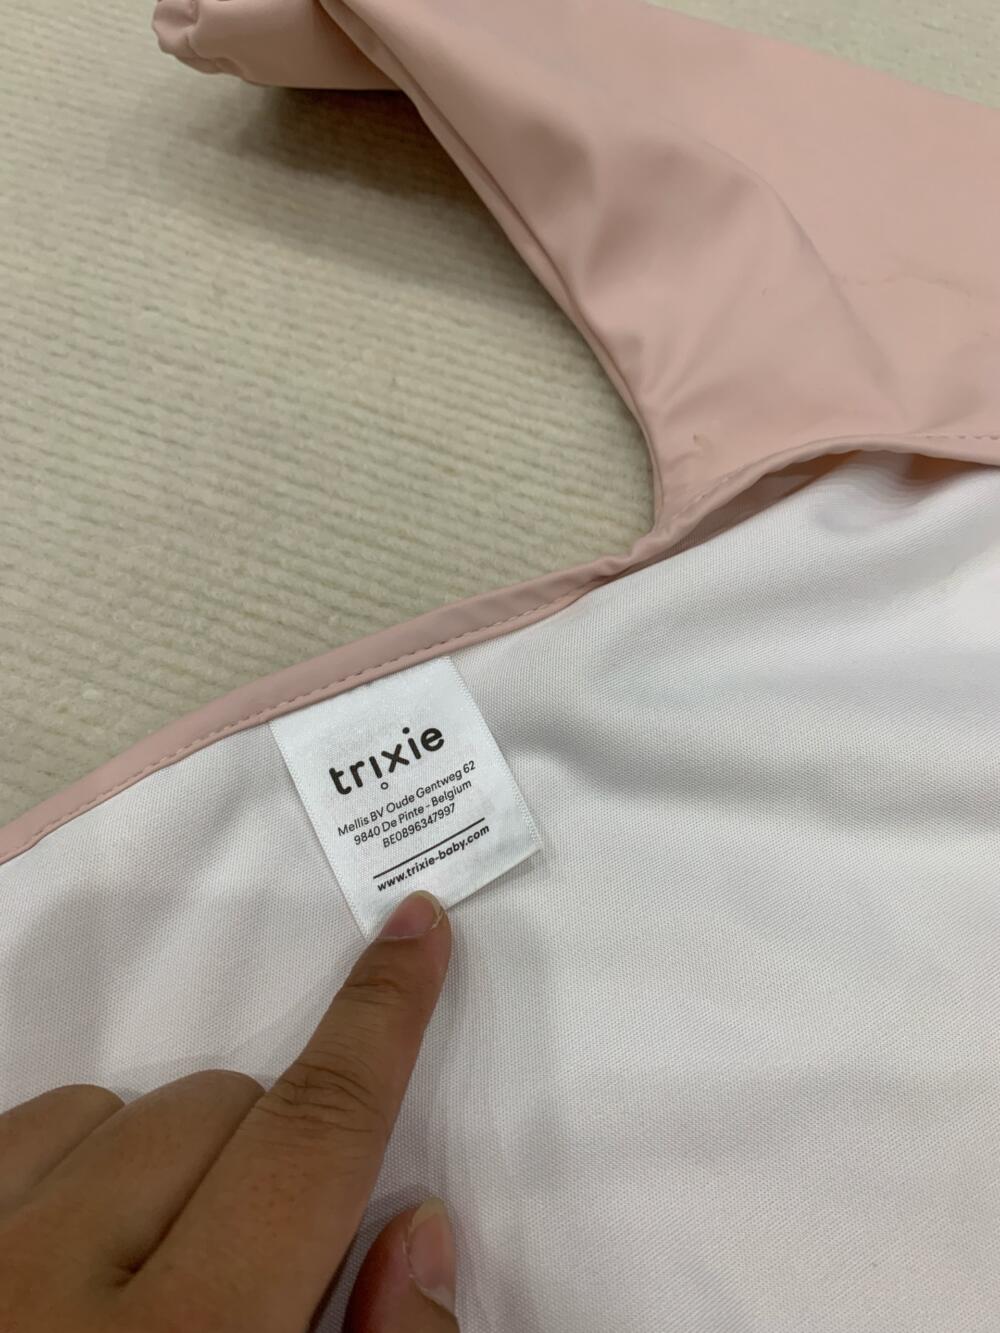 trixie
Mellis BV Oude Gentweg 62
9840 De Pinte - Belgium
BE0896347997
www.trixie-baby.com